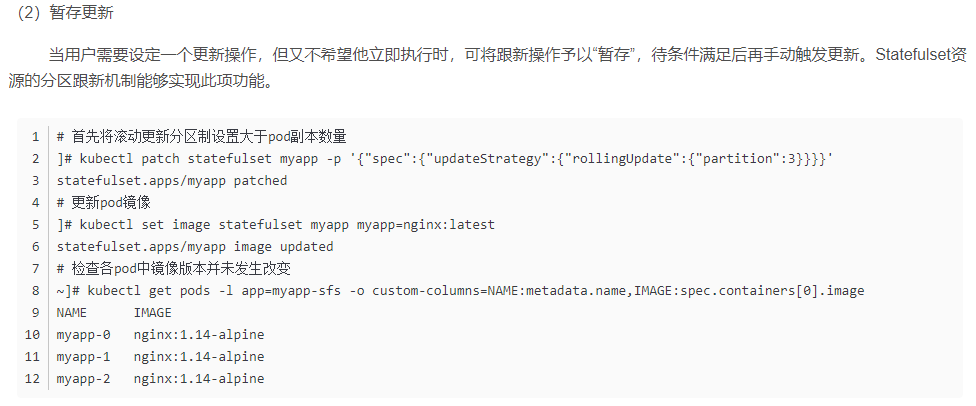 （2）暂存更新
当用户需要设定一个更新操作，但又不希望他立即执行时，可将跟新操作予以“暂存”，待条件满足后再手动触发更新。Statefulset资
源的分区跟新机制能够实现此项功能。
1 # 首先将滚动更新分区制设置大于pod副本数量
2 ]# kubectl patch statefulset myapp -p '{"spec":{"updateStrategy":{"rollingUpdate":{"partition":3}}}}'
3 statefulset.apps/myapp patched
4 # 更新pod镜像
5 ]# kubectl set image statefulset myapp myapp=nginx:latest
6 statefulset.apps/myapp image updated
7 # 检查各pod中镜像版本并未发生改变
8 ~]# kubectl get pods -l app=myapp-sfs -o custom-columns=NAME:metadata.name,IMAGE:spec.containers[0].image
9 NAME      IMAGE
10 myapp-0   nginx:1.14-alpine
11 myapp-1   nginx:1.14-alpine
12 myapp-2   nginx:1.14-alpine